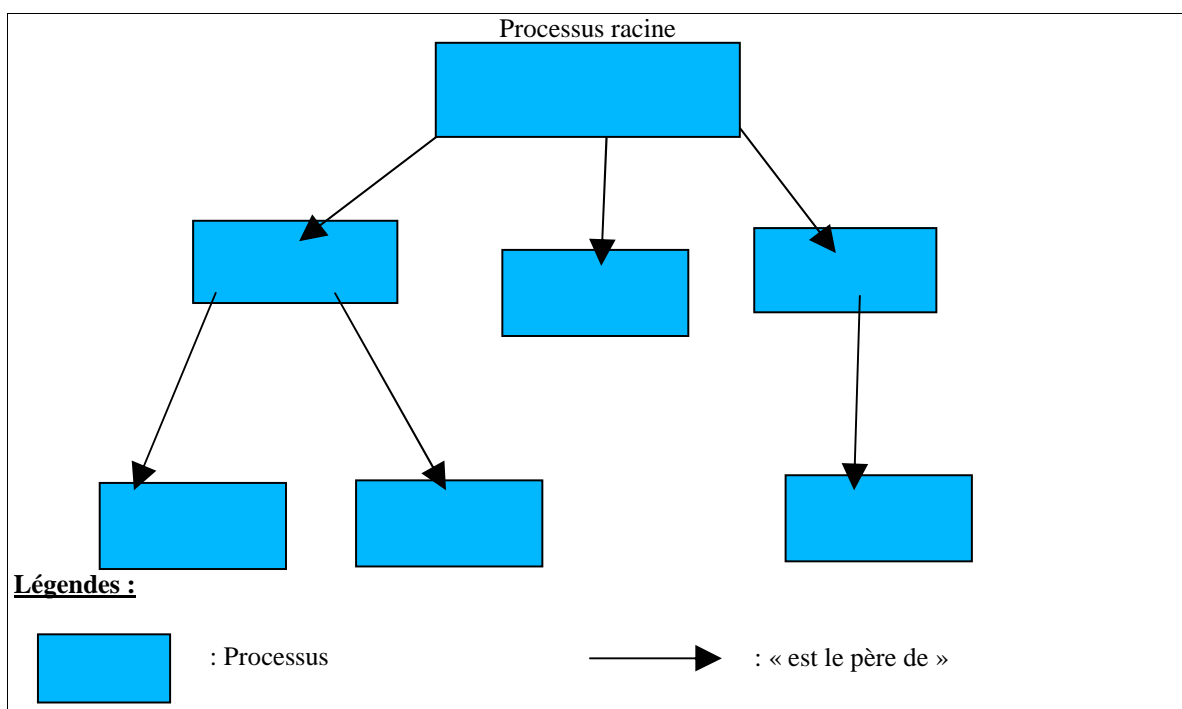 Processus racine
Légendes :
: Processus
: « est le père de »